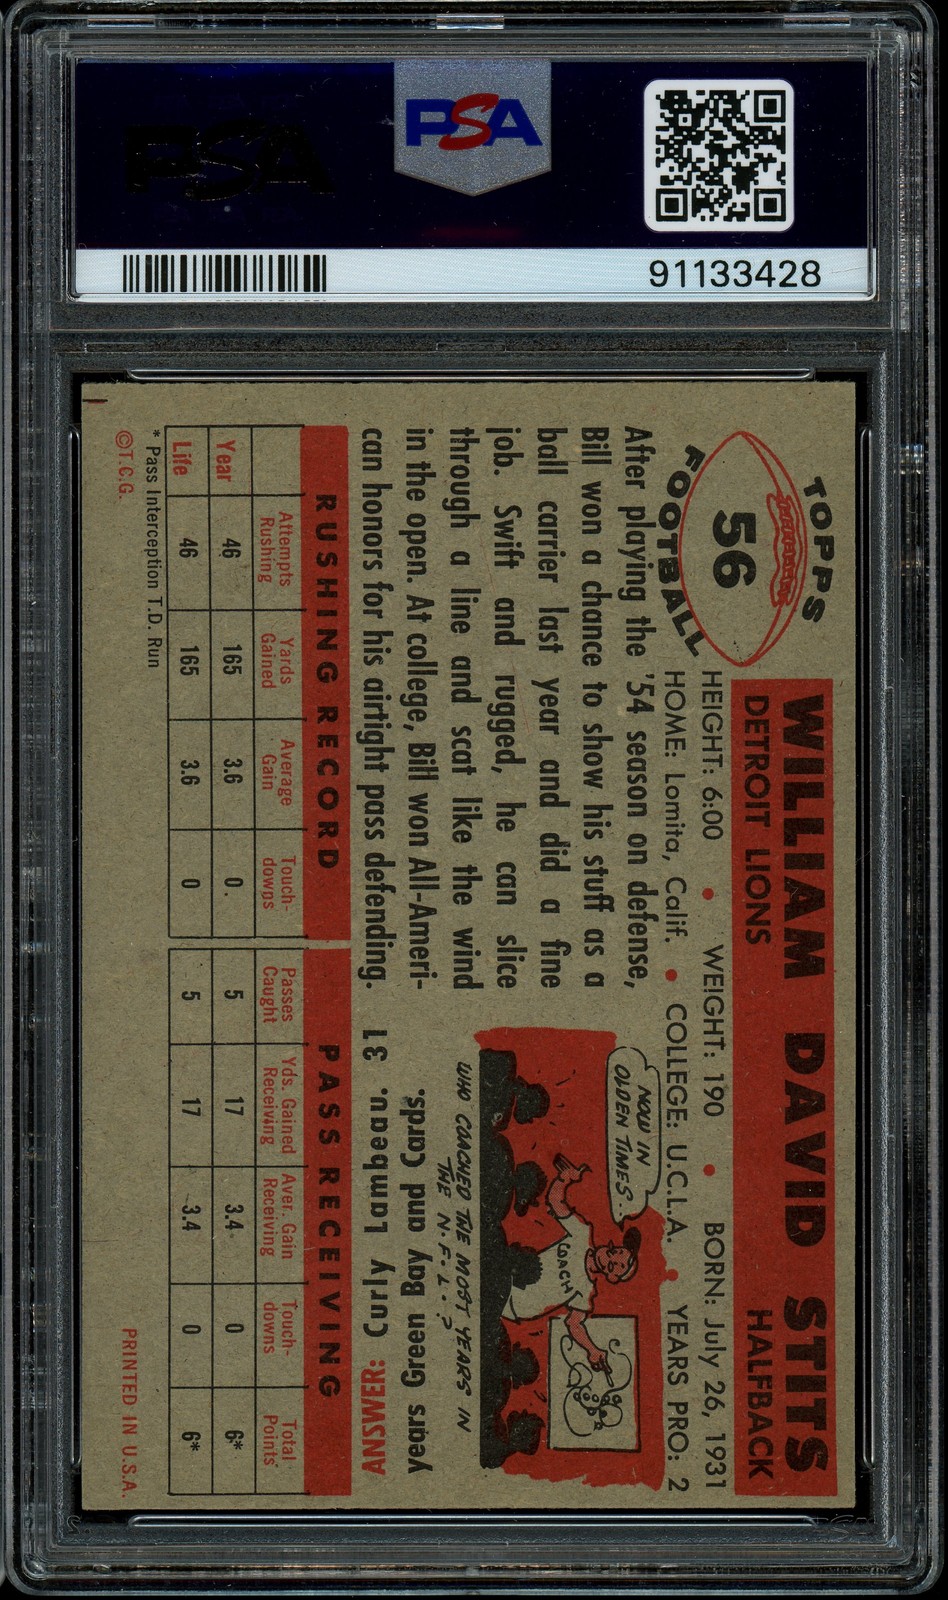 PSA
PSA
91133428
TOPPS
56
FOOTBALL
WILLIAM DAVID STITS
DETROIT LIONS HALFBACK
HEIGHT: 6:00 • WEIGHT: 190 • BORN: July 26, 1931
HOME: Lomita, Calif. • COLLEGE: U.C.L.A. • YEARS PRO: 2
After playing the '54 season on defense,
Bill won a chance to show his stuff as a
ball carrier last year and did a fine
job. Swift and rugged, he can slice
through a line and scat like the wind
in the open. At college, Bill won All-Ameri-
can honors for his airtight pass defending.
NOW IN
OLDEN TIMES..
COACH
WHO COACHED THE MOST YEARS IN
THE N.F.L.?
ANSWER: Curly Lambeau. 31
years Green Bay and Cards.
RUSHING RECORD PASS RECEIVING
Attempts Rushing Yards Gained Average Gain Touch-downs Passes Caught Yds. Gained Receiving Aver. Gain Receiving Touch-downs Total Points
Year 46 165 3.6 0 5 17 3.4 0 6*
Life 46 165 3.6 0 5 17 3.4 0 6*
* Pass Interception T.D. Run
©T.C.G. PRINTED IN U.S.A.